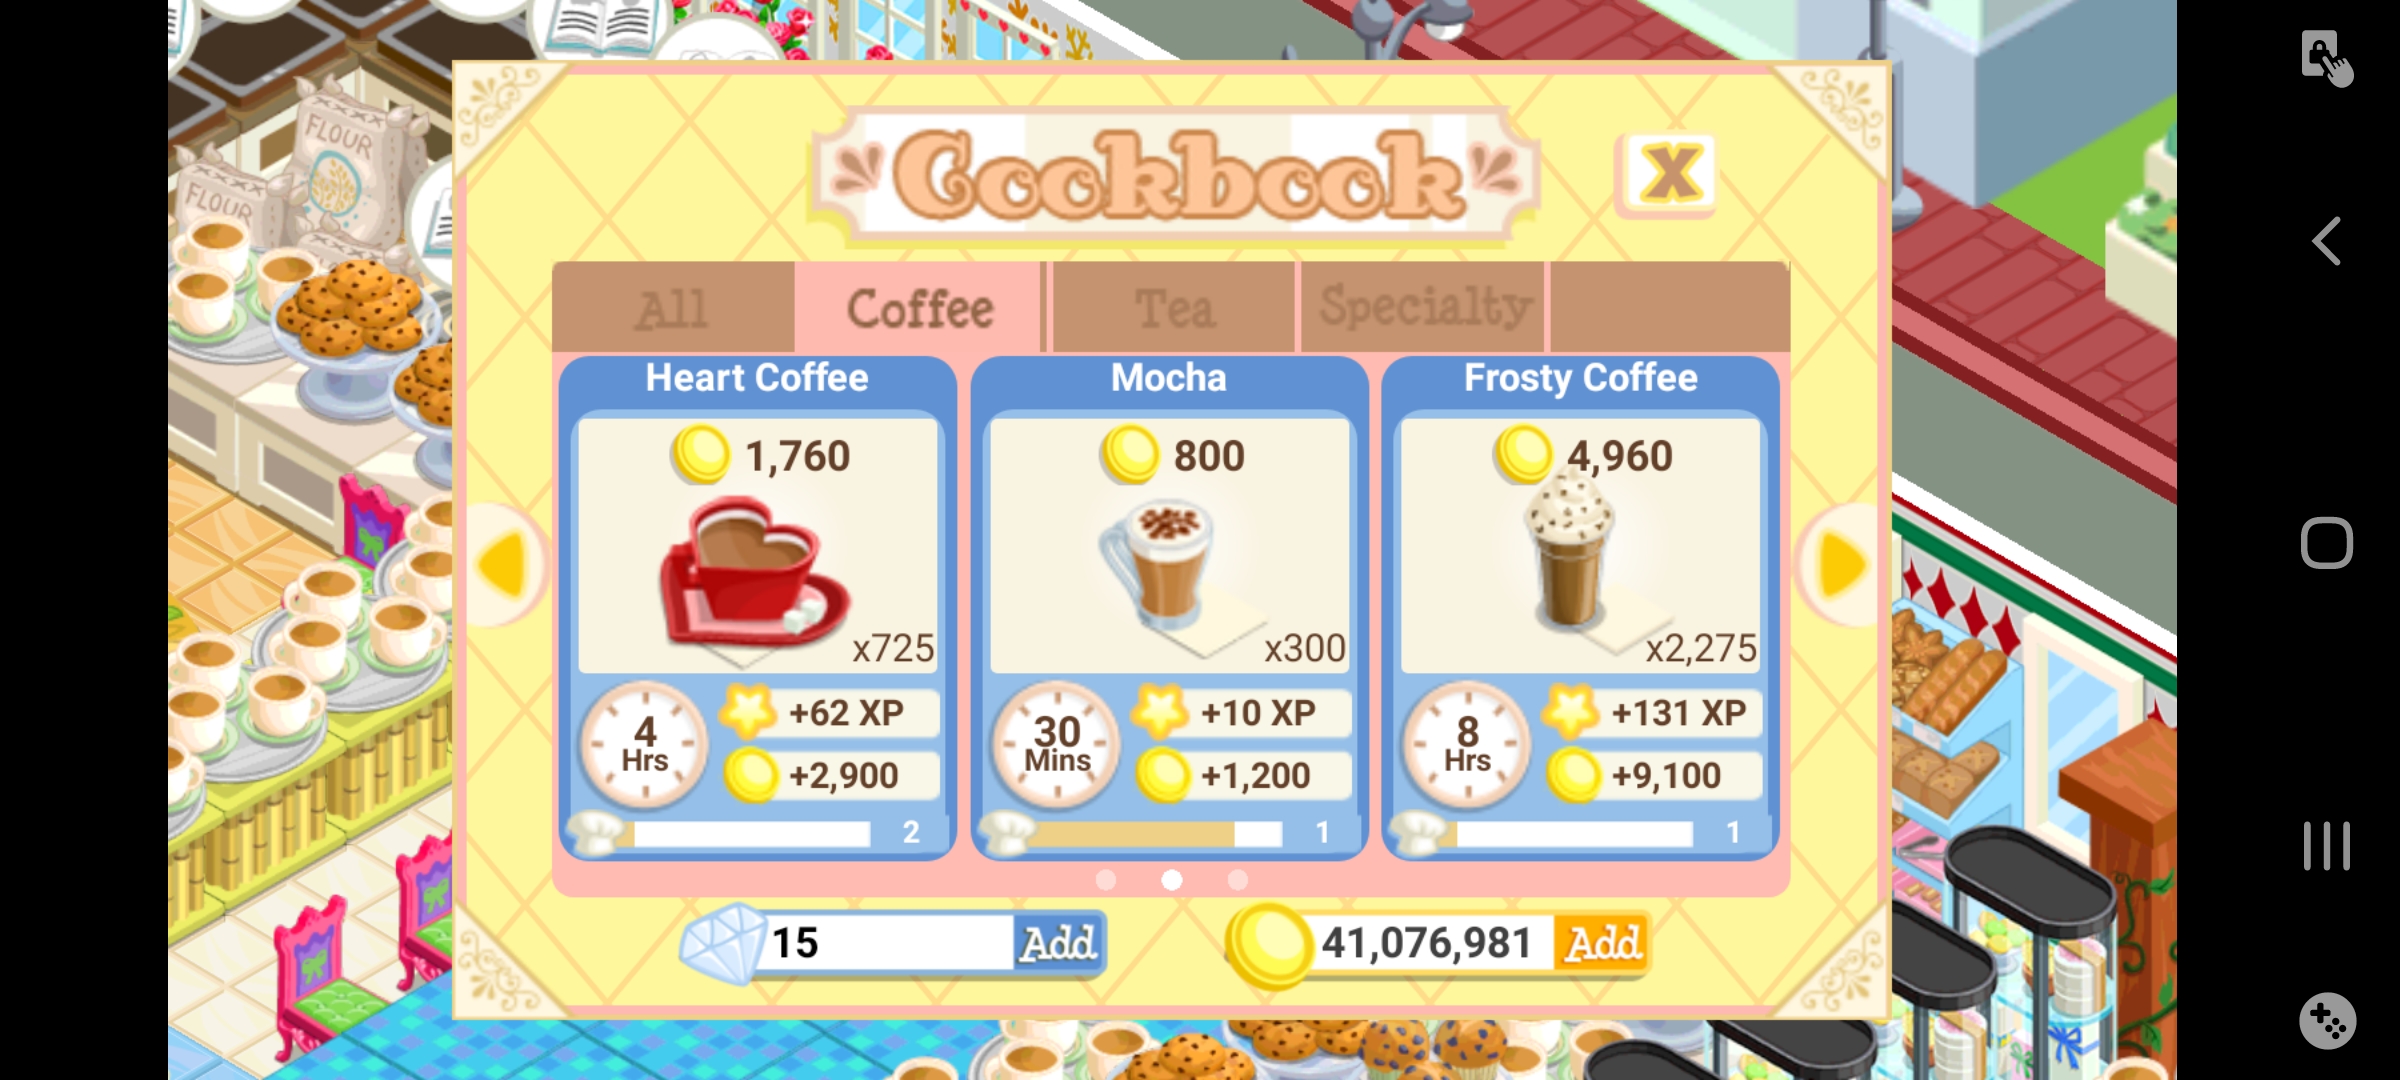 FLOUR
FLOUR
Cookbook
X
All
Coffee
Tea
Specialty
Heart Coffee
1,760
x725
4
Hrs
+62 XP
+2,900
2
Mocha
800
x300
30
Mins
+10 XP
+1,200
1
Frosty Coffee
4,960
x2,275
8
Hrs
+131 XP
+9,100
1
15
Add
41,076,981
Add